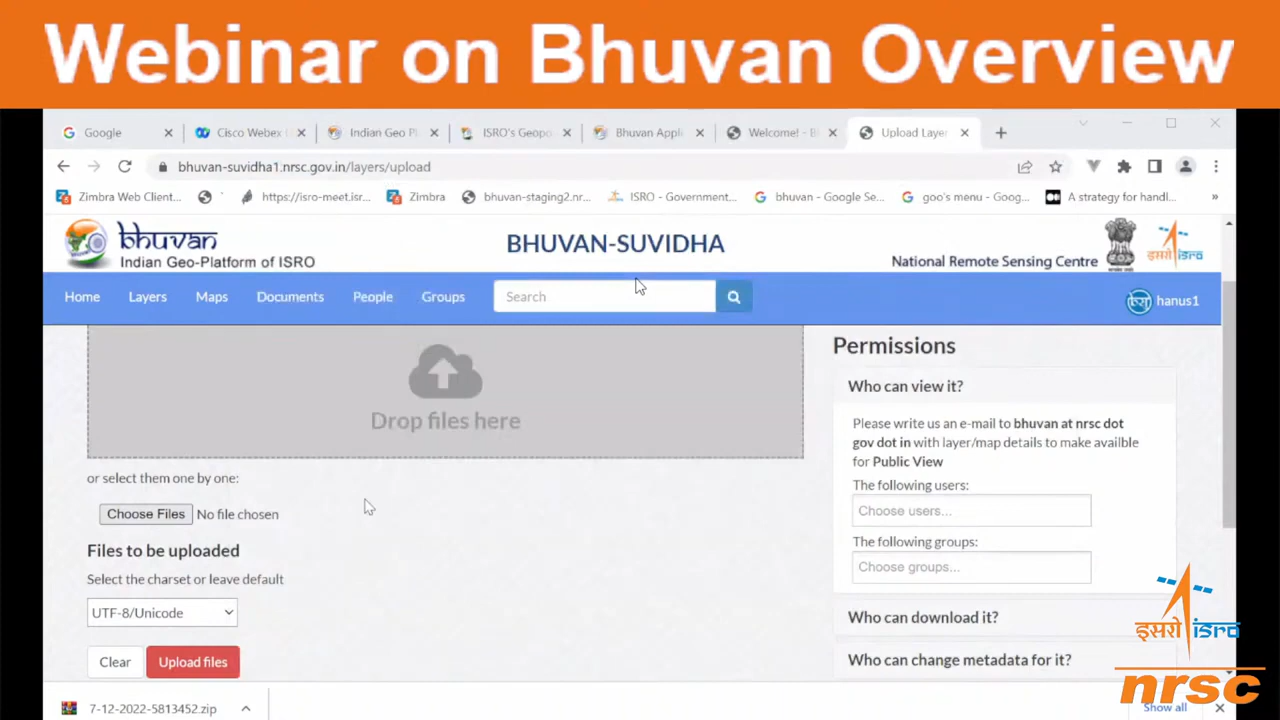 Webinar on Bhuvan Overview
Google
Cisco Webex
Indian Geo Pl
ISRO's Geopo
Bhuvan Appli
Welcome! - B
Upload Layer
bhuvan-suvidha1.nrsc.gov.in/layers/upload
Zimbra Web Client...
https://isro-meet.isr...
Zimbra
bhuvan-staging2.nr...
ISRO - Government...
bhuvan - Google Se...
goo's menu - Goog...
A strategy for handl...
»
bhuvan
Indian Geo-Platform of ISRO
BHUVAN-SUVIDHA
National Remote Sensing Centre
इसरो isro
Home
Layers
Maps
Documents
People
Groups
Search
hanus1
Drop files here
or select them one by one:
Choose Files No file chosen
Files to be uploaded
Select the charset or leave default
UTF-8/Unicode
Clear
Upload files
Permissions
Who can view it?
Please write us an e-mail to bhuvan at nrsc dot
gov dot in with layer/map details to make availble
for Public View
The following users:
Choose users...
The following groups:
Choose groups...
Who can download it?
Who can change metadata for it?
इसरो isro
nrsc
7-12-2022-5813452.zip
Show all